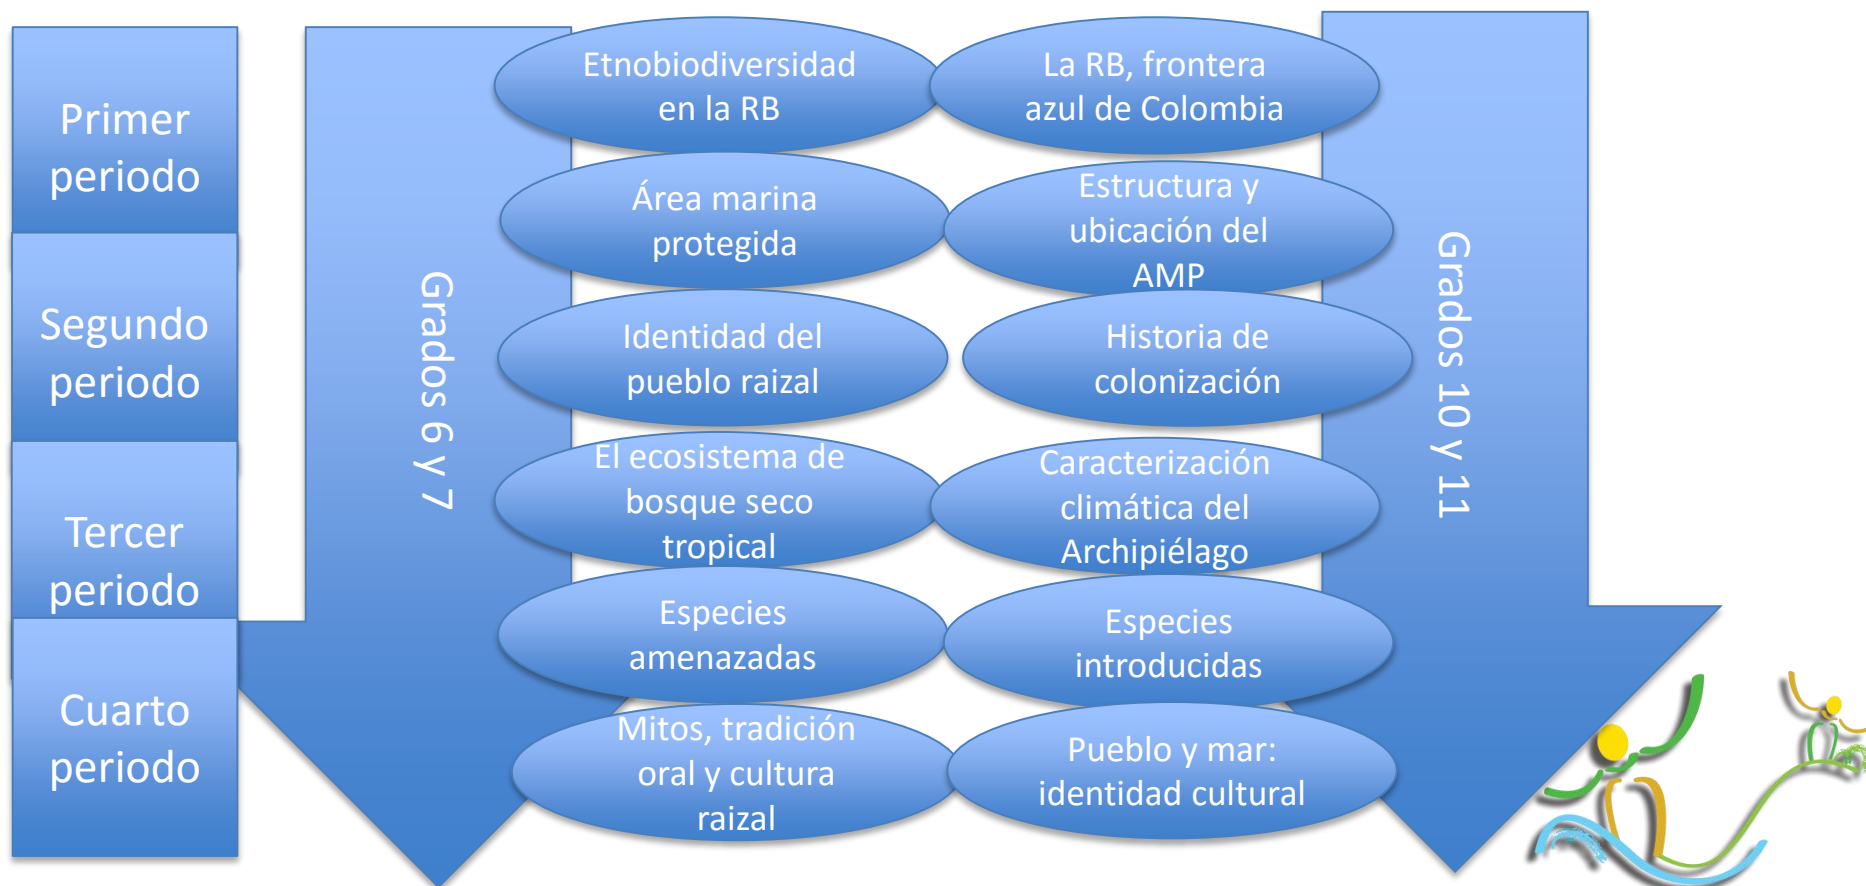 Primer
periodo
Segundo
periodo
Tercer
periodo
Cuarto
periodo
Grados 6 y 7
Etnobiodiversidad
en la RB
Área marina
protegida
Identidad del
pueblo raizal
El ecosistema de
bosque seco
tropical
Especies
amenazadas
Mitos, tradición
oral y cultura
raizal
La RB, frontera
azul de Colombia
Estructura y
ubicación del
AMP
Historia de
colonización
Caracterización
climática del
Archipiélago
Especies
introducidas
Pueblo y mar:
identidad cultural
Grados 10 y 11